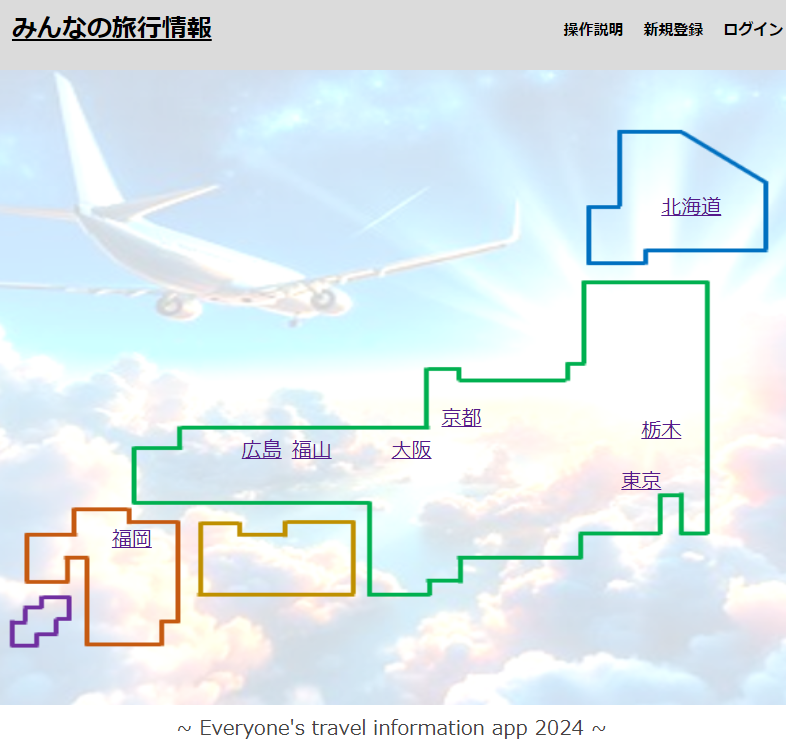 みんなの旅行情報
操作説明 新規登録 ログイン
北海道
京都
栃木
広島 福山 大阪
東京
福岡
~ Everyone's travel information app 2024 ~